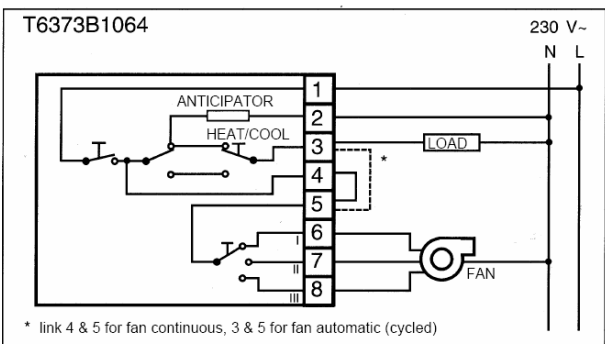 T6373B1064
230 V~
N L
1
ANTICIPATOR
2
HEAT/COOL
3
LOAD
*
4
5
I
6
II
7
FAN
III
8
* link 4 & 5 for fan continuous, 3 & 5 for fan automatic (cycled)